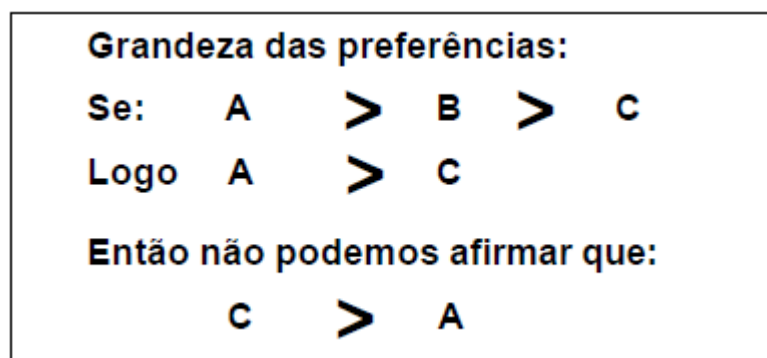 Grandeza das preferências:
Se: A > B > C
Logo A > C
Então não podemos afirmar que:
C > A